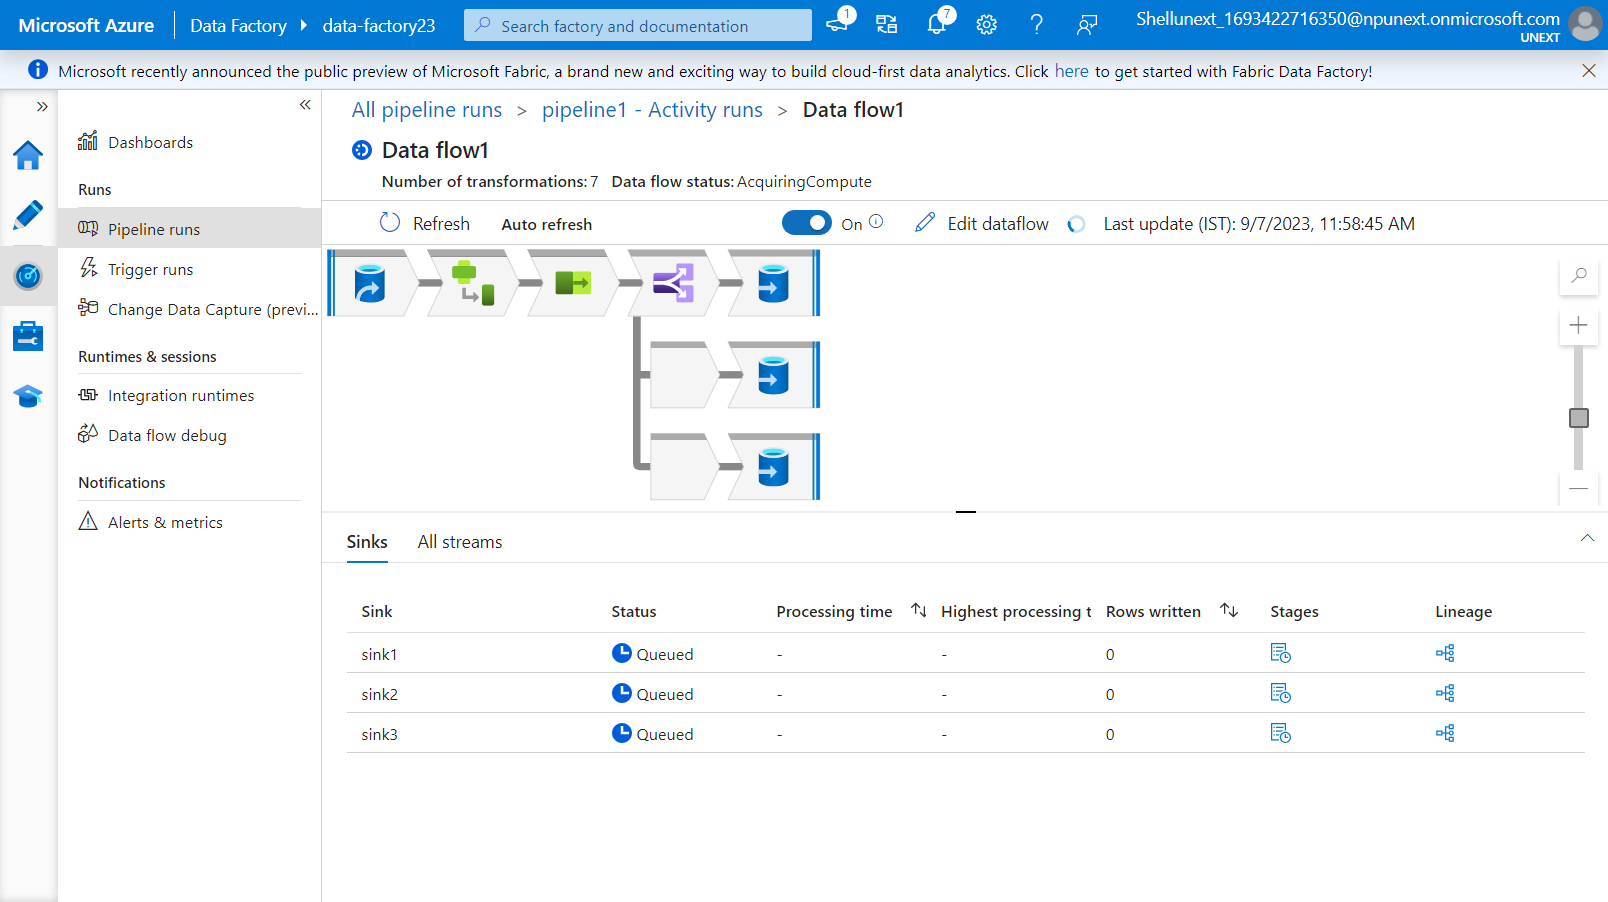 Microsoft Azure Data Factory data-factory23 Search factory and documentation 1 7 Shellunext_1693422716350@npunext.onmicrosoft.com
UNEXT
Microsoft recently announced the public preview of Microsoft Fabric, a brand new and exciting way to build cloud-first data analytics. Click here to get started with Fabric Data Factory!
All pipeline runs > pipeline1 - Activity runs > Data flow1
Data flow1
Number of transformations: 7 Data flow status: AcquiringCompute
Refresh Auto refresh On Edit dataflow Last update (IST): 9/7/2023, 11:58:45 AM
Dashboards
Runs
Pipeline runs
Trigger runs
Change Data Capture (previ...
Runtimes & sessions
Integration runtimes
Data flow debug
Notifications
Alerts & metrics
Sinks All streams
Sink Status Processing time Highest processing t Rows written Stages Lineage
sink1 Queued - - 0
sink2 Queued - - 0
sink3 Queued - - 0